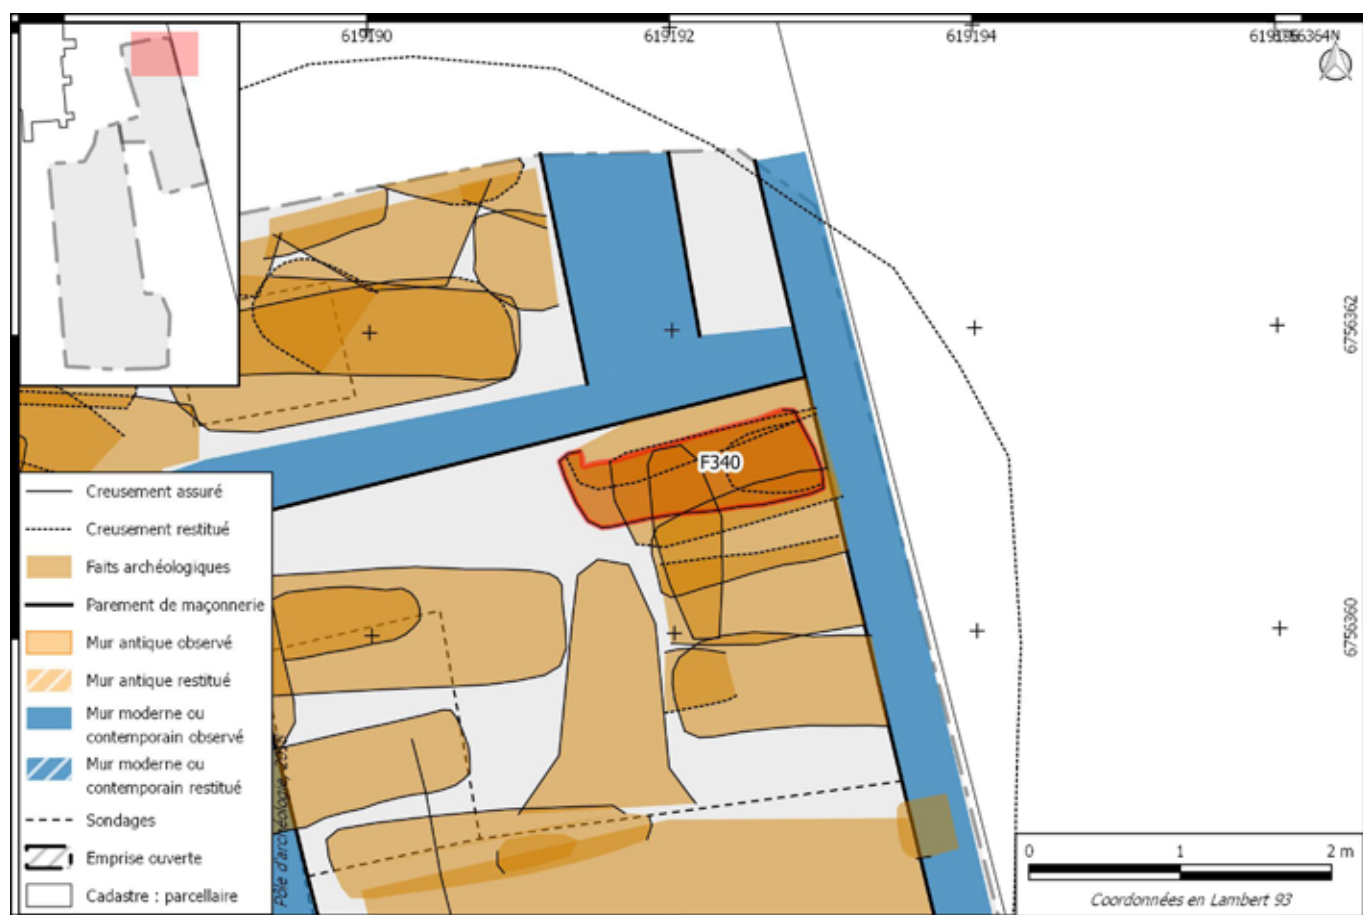 619190
619192
619194
6756362
6756360
F340
Creusement assuré
Creusement restitué
Faits archéologiques
Parement de maçonnerie
Mur antique observé
Mur antique restitué
Mur moderne ou
contemporain observé
Mur moderne ou
contemporain restitué
Sondages
Emprise ouverte
Cadastre : parcellaire
Pôle d'archéologie,
0
1
2 m
Coordonnées en Lambert 93